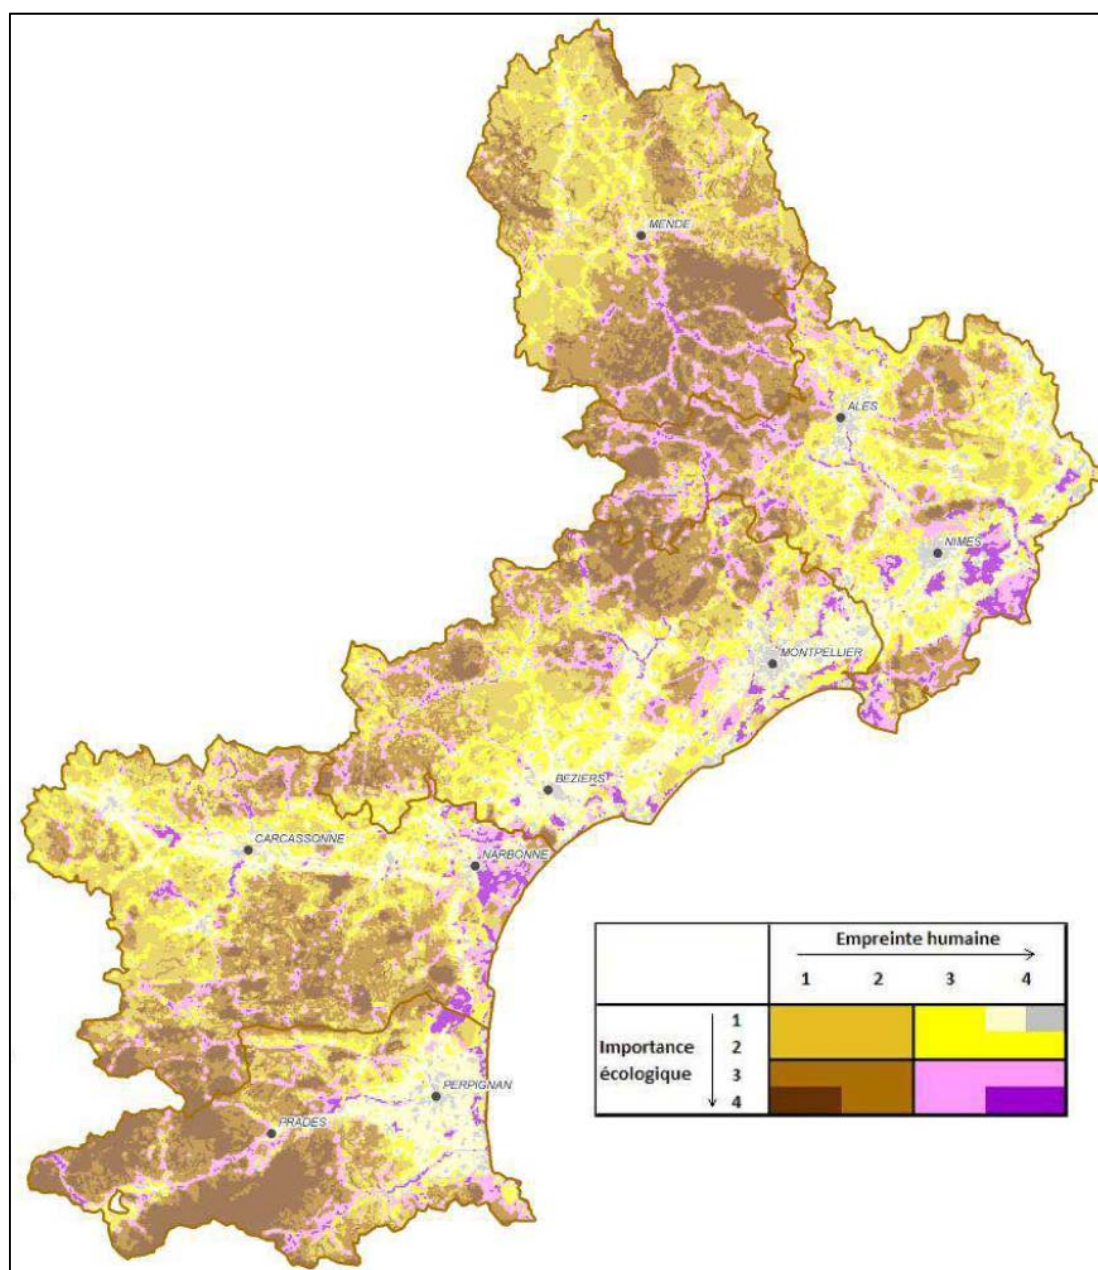 MENDE
ALES
NIMES
MONTPELLIER
BEZIERS
CARCASSONNE
NARBONNE
PERPIGNAN
PRADES
Empreinte humaine
1 2 3 4
Importance
écologique
1
2
3
4